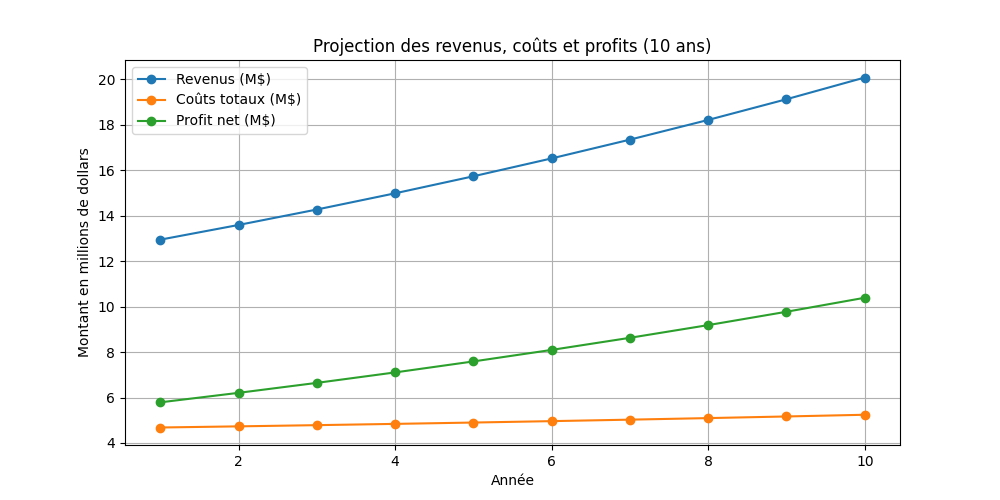 Projection des revenus, coûts et profits (10 ans)
Revenus (M$)
Coûts totaux (M$)
Profit net (M$)
Montant en millions de dollars
20
18
16
14
12
10
8
6
4
2 4 6 8 10
Année